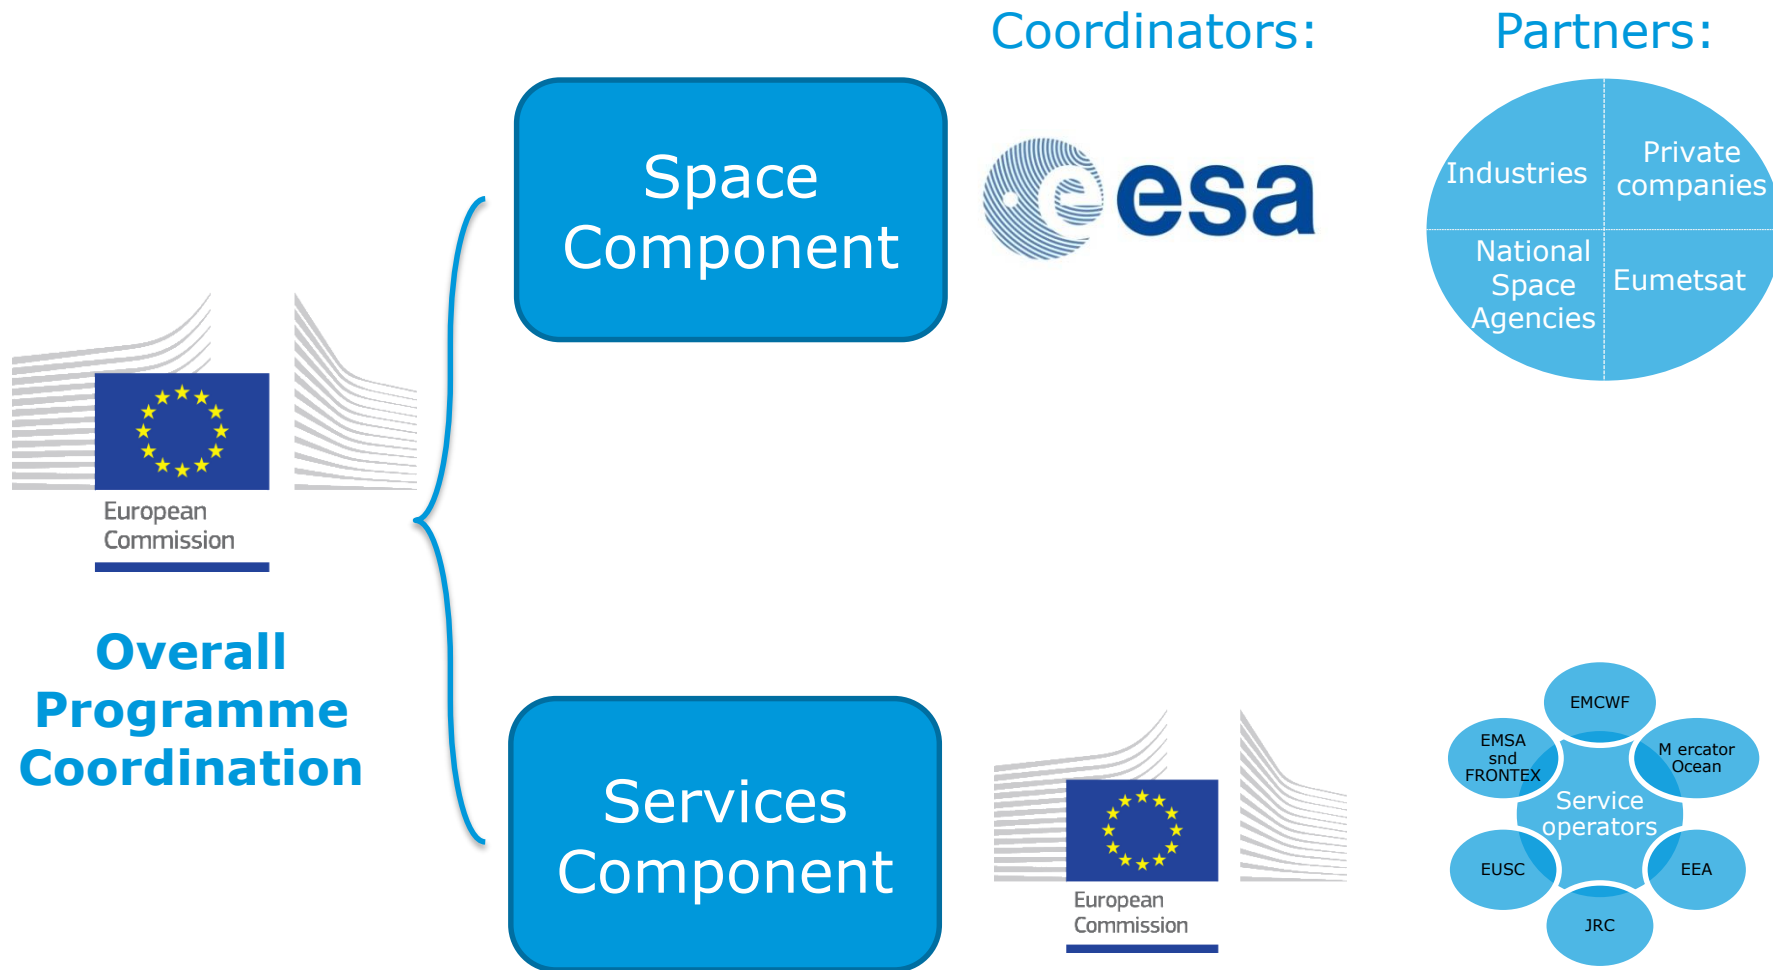 Coordinators:
Partners:
Space
Component
esa
Industries
Private
companies
National
Space
Agencies
Eumetsat
European
Commission
Overall
Programme
Coordination
Services
Component
European
Commission
EMCWF
EMSA
snd
FRONTEX
M ercator
Ocean
Service
operators
EUSC
EEA
JRC